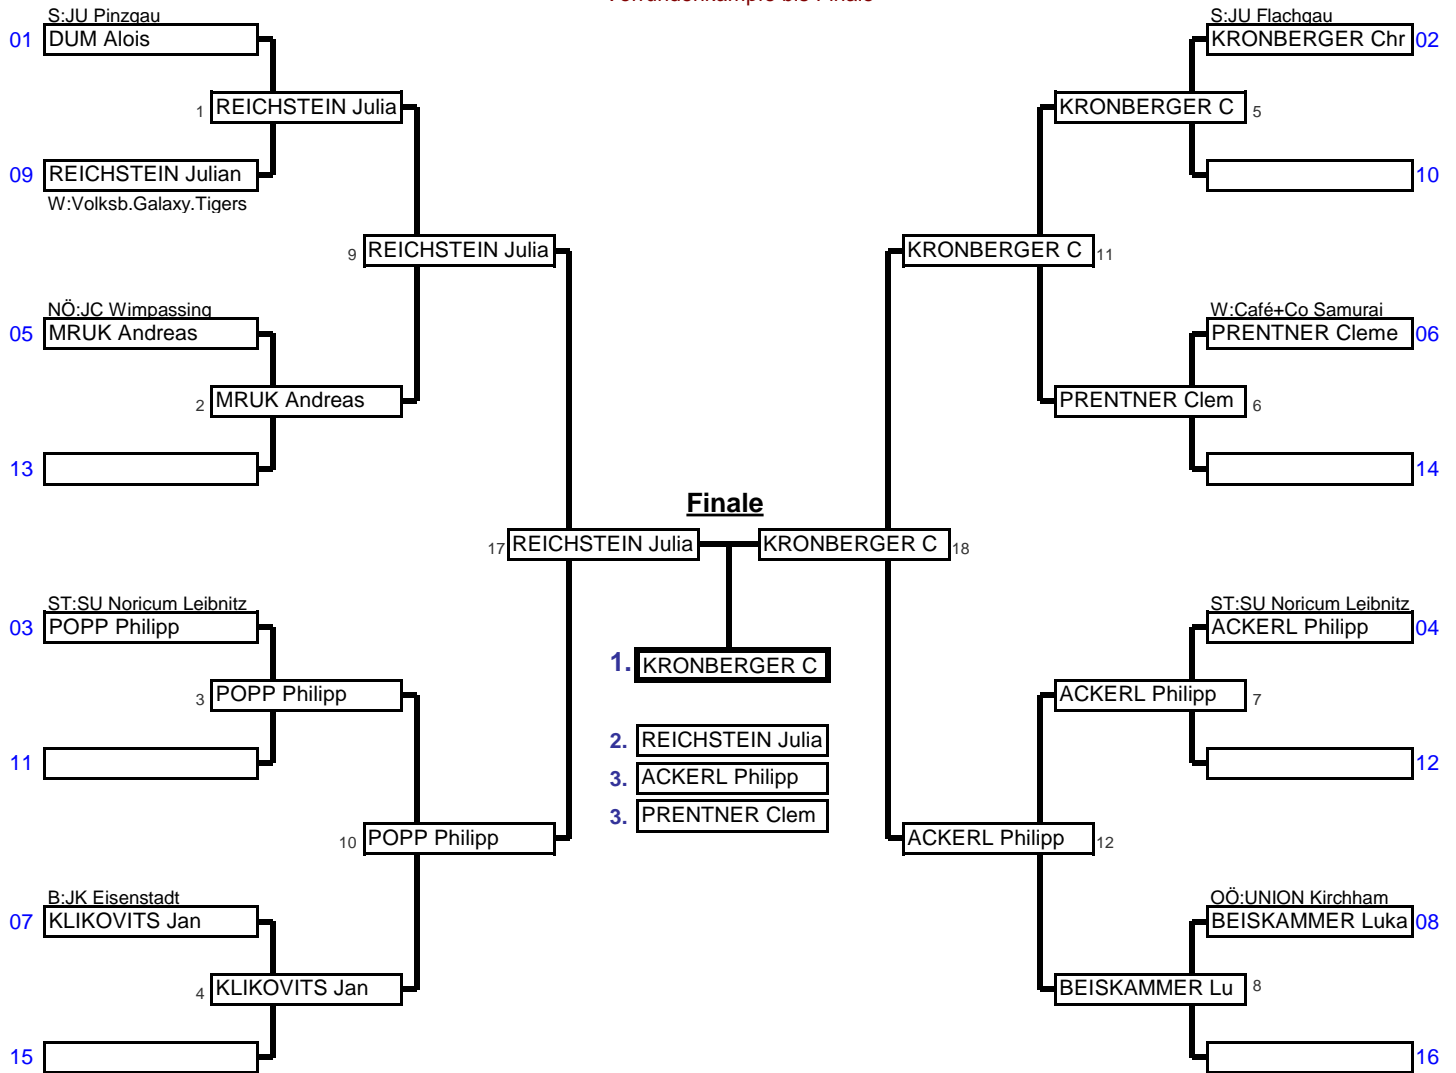 Vorrundenkämpfe bis Finale
S:JU Pinzgau
01 DUM Alois
1 REICHSTEIN Julia
09 REICHSTEIN Julian
W:Volksb.Galaxy.Tigers
9 REICHSTEIN Julia
NÖ:JC Wimpassing
05 MRUK Andreas
2 MRUK Andreas
13
17 REICHSTEIN Julia
ST:SU Noricum Leibnitz
03 POPP Philipp
3 POPP Philipp
11
10 POPP Philipp
B:JK Eisenstadt
07 KLIKOVITS Jan
4 KLIKOVITS Jan
15
Finale
1. KRONBERGER C
2. REICHSTEIN Julia
3. ACKERL Philipp
3. PRENTNER Clem
S:JU Flachgau
KRONBERGER Chr 02
KRONBERGER C 5
10
KRONBERGER C 11
W:Café+Co Samurai
PRENTNER Cleme 06
PRENTNER Clem 6
14
KRONBERGER C 18
ST:SU Noricum Leibnitz
ACKERL Philipp 04
ACKERL Philipp 7
12
ACKERL Philipp 12
OÖ:UNION Kirchham
BEISKAMMER Luka 08
BEISKAMMER Lu 8
16